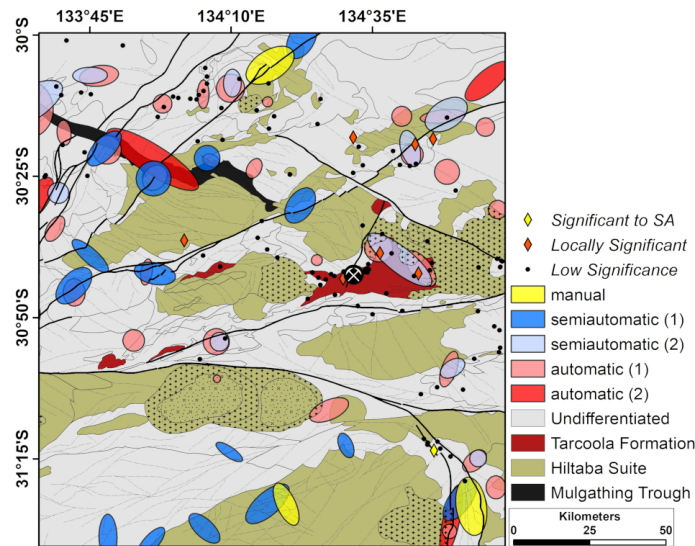 133°45'E 134°10'E 134°35'E
30°S
30°25'S
30°50'S
31°15'S
Significant to SA
Locally Significant
Low Significance
manual
semiautomatic (1)
semiautomatic (2)
automatic (1)
automatic (2)
Undifferentiated
Tarcoola Formation
Hiltaba Suite
Mulgathing Trough
Kilometers
0 25 50